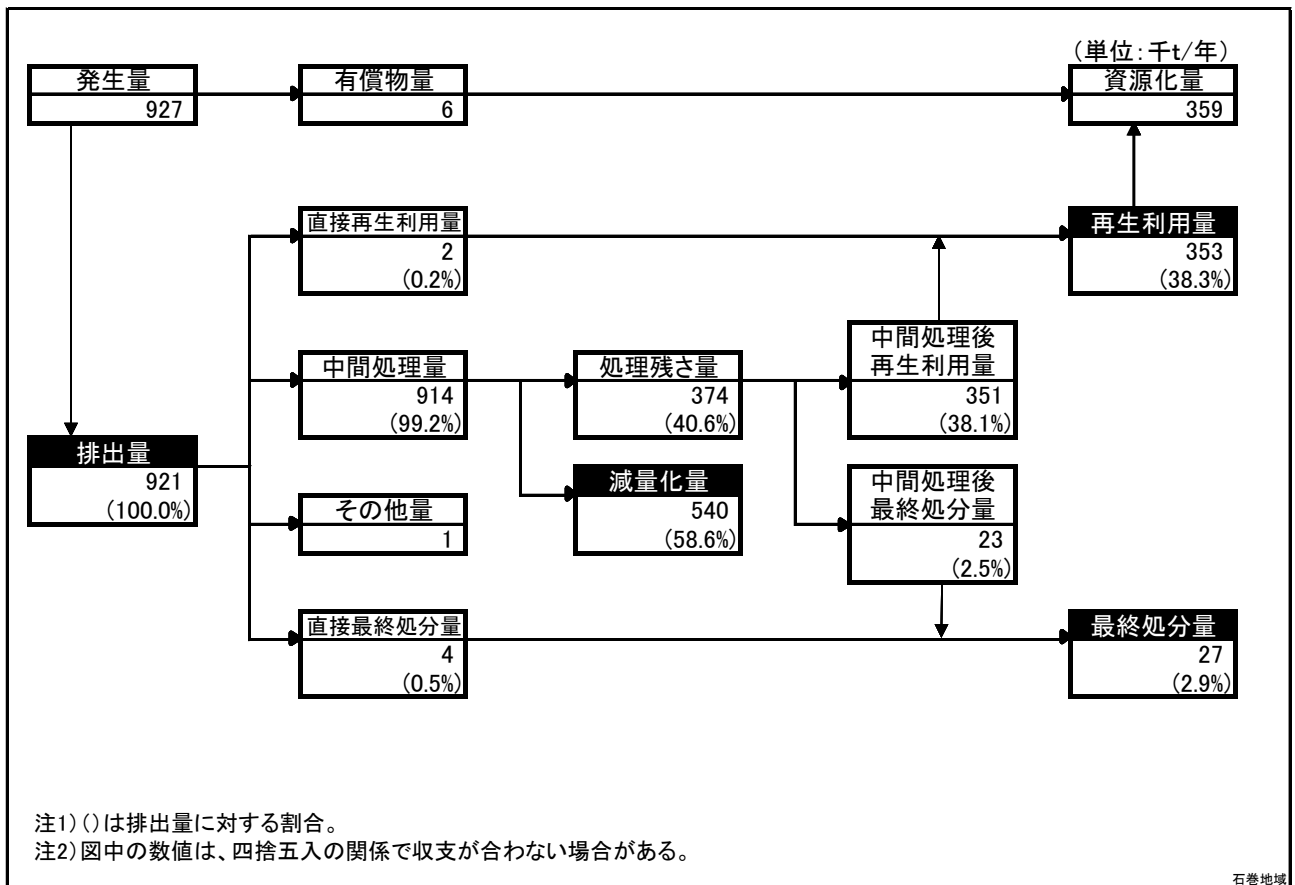 (単位:千t/年)
発生量
927
有償物量
6
資源化量
359
直接再生利用量
2
(0.2%)
再生利用量
353
(38.3%)
中間処理量
914
(99.2%)
処理残さ量
374
(40.6%)
中間処理後
再生利用量
351
(38.1%)
排出量
921
(100.0%)
減量化量
540
(58.6%)
中間処理後
最終処分量
23
(2.5%)
その他量
1
直接最終処分量
4
(0.5%)
最終処分量
27
(2.9%)
注1)()は排出量に対する割合。
注2)図中の数値は、四捨五入の関係で収支が合わない場合がある。
石巻地域